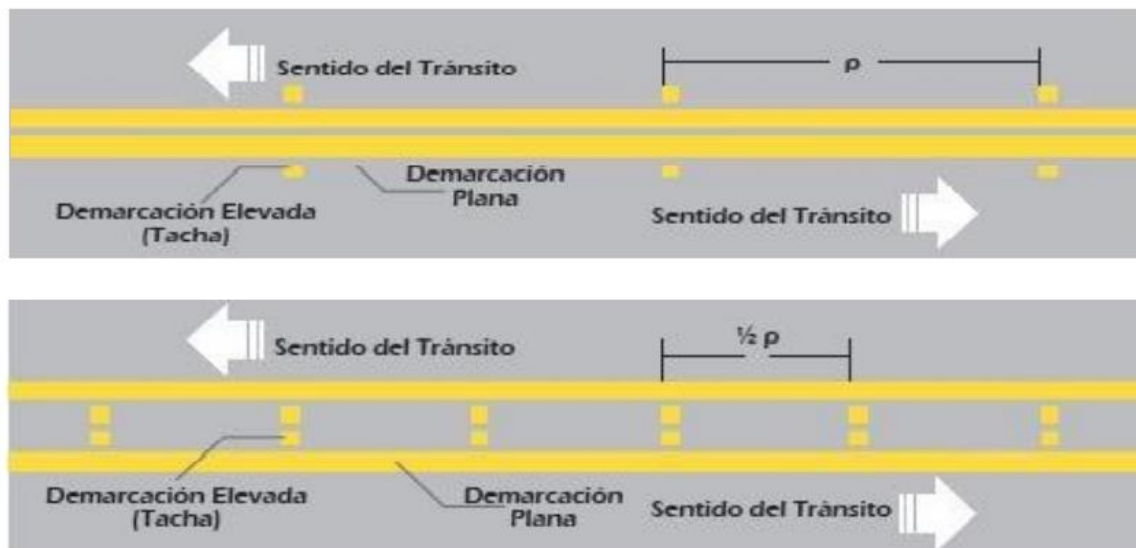 Sentido del Tránsito
ρ
Demarcación
Plana
Demarcación Elevada
(Tacha)
Sentido del Tránsito
Sentido del Tránsito
½ ρ
Demarcación Elevada
(Tacha)
Demarcación
Plana
Sentido del Tránsito